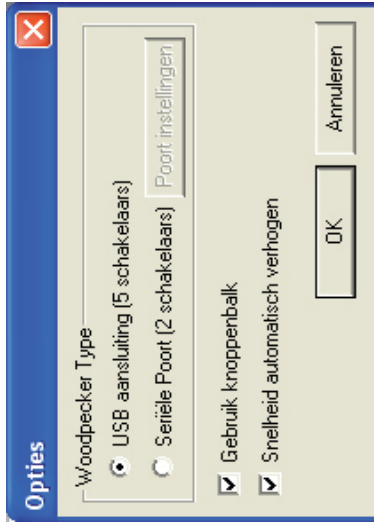 Opties
Woodpecker Type
USB aansluiting (5 schakelaars)
Seriële Poort (2 schakelaars) Poort instellingen
Gebruik knoppenbalk
Snelheid automatisch verhogen
OK Annuleren